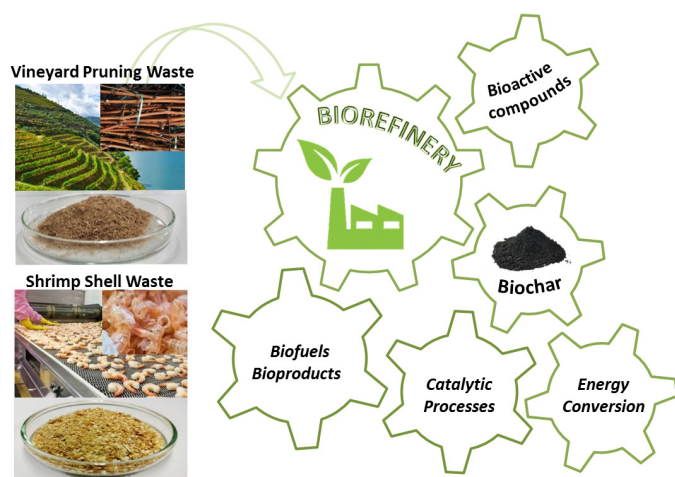 Vineyard Pruning Waste
BIOREFINERY
Bioactive
compounds
Shrimp Shell Waste
Biochar
Biofuels
Bioproducts
Catalytic
Processes
Energy
Conversion